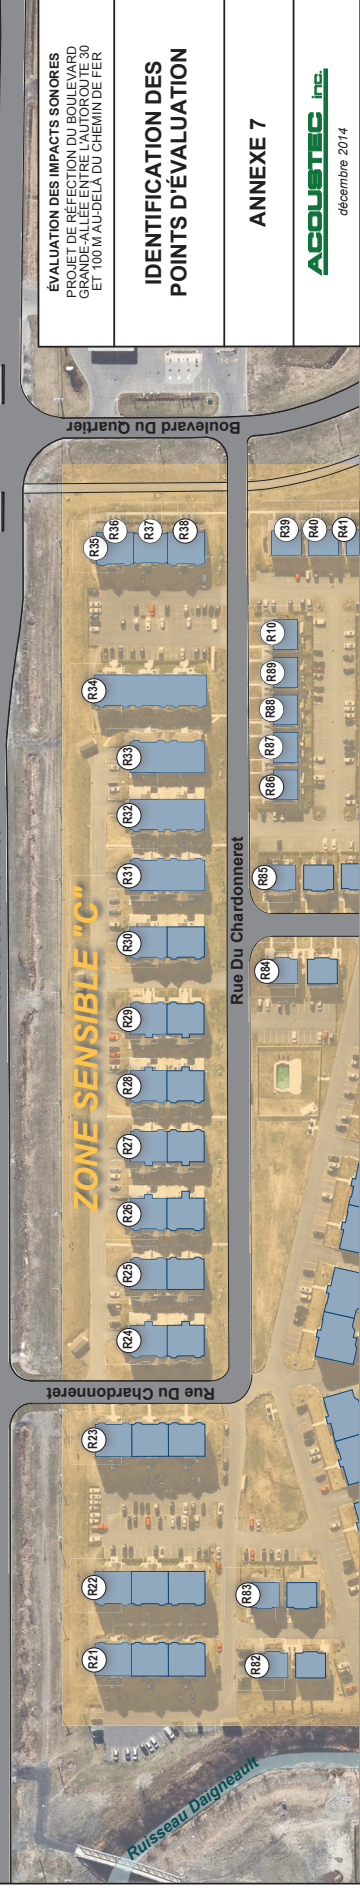 ÉVALUATION DES IMPACTS SONORES
PROJET DE RÉFECTION DU BOULEVARD
GRANDE-ALLÉE ENTRE L'AUTOROUTE 30
ET 100 M AU-DELÀ DU CHEMIN DE FER
IDENTIFICATION DES
POINTS D'ÉVALUATION
ANNEXE 7
ACOUSTEC inc.
décembre 2014
Boulevard Du Quartier
R35
R36
R37
R38
R39
R40
R41
R34
R10
R89
R88
R87
R86
R33
R32
R31
R30
R85
ZONE SENSIBLE "C"
Rue Du Chardonneret
R84
R29
R28
R27
R26
R25
R24
Rue Du Chardonneret
R23
R22
R21
R83
R82
Ruisseau Daigneault